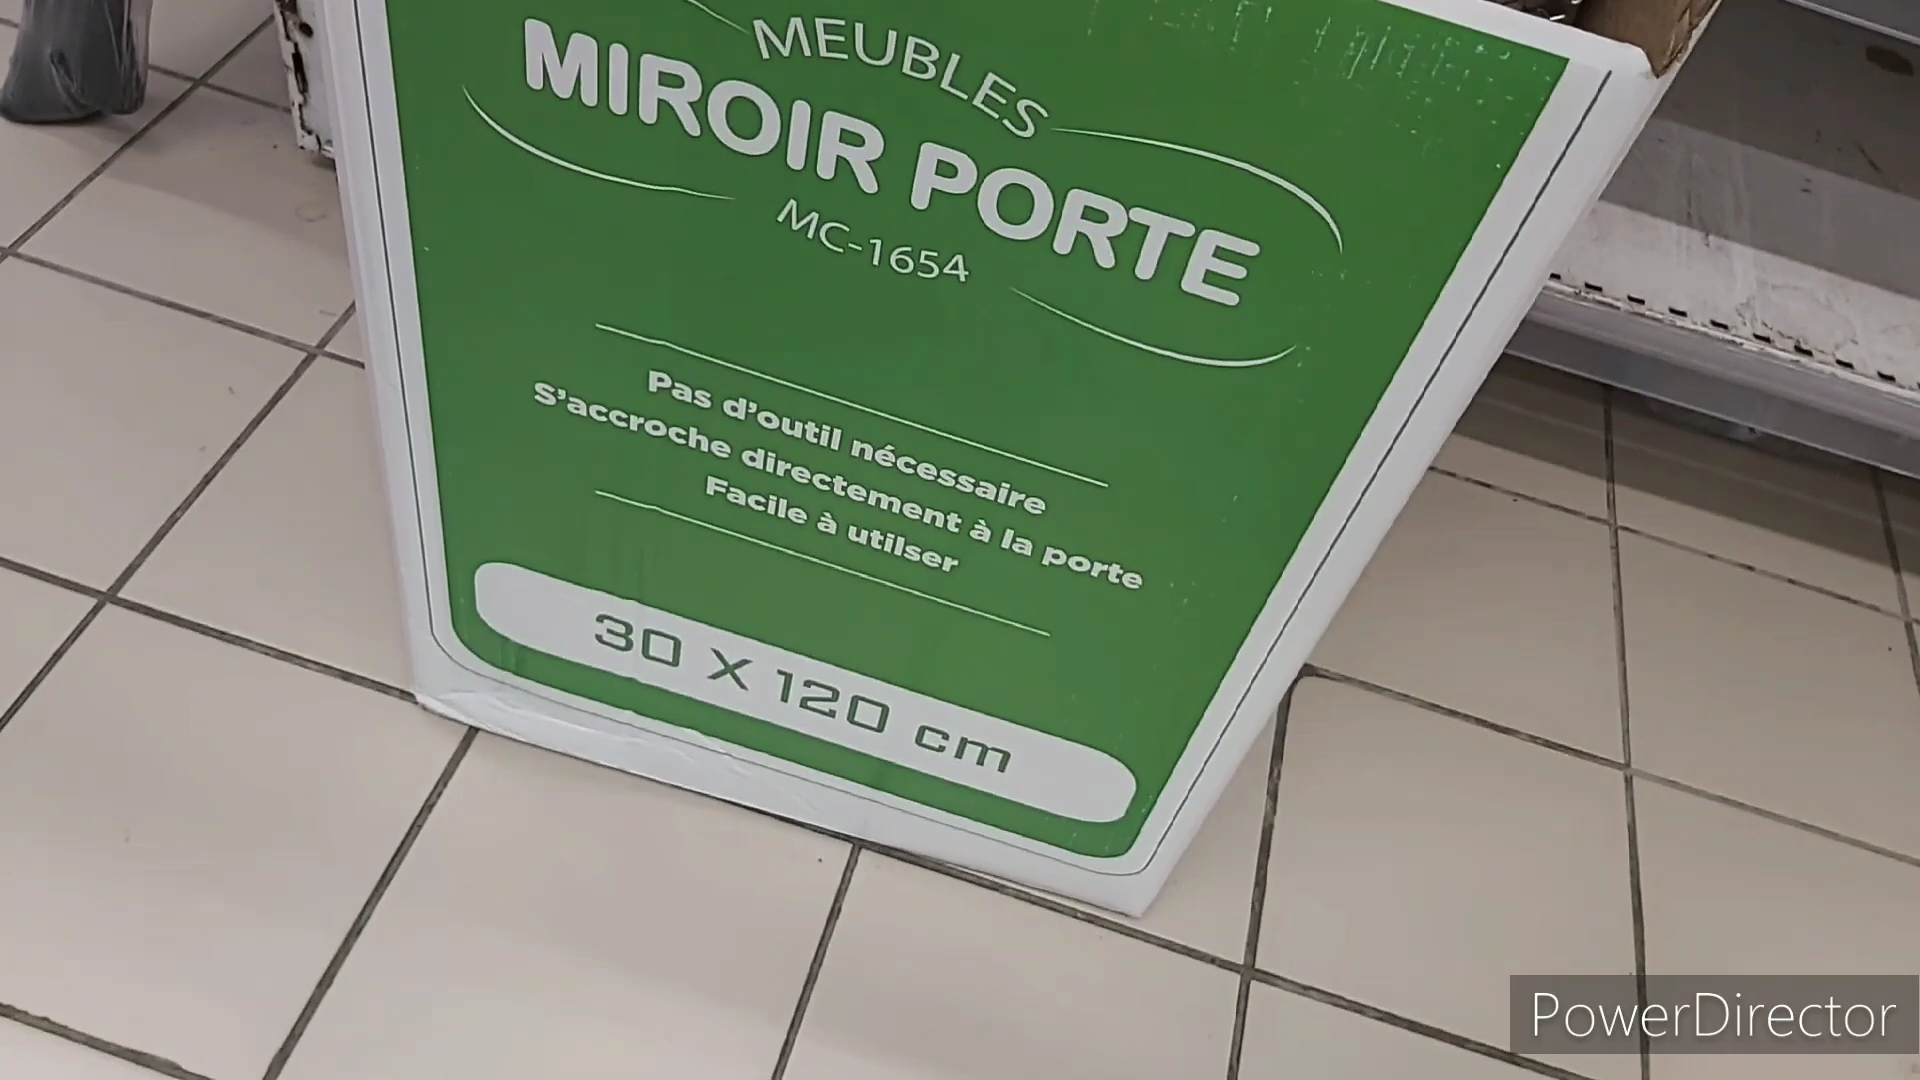 MEUBLES
MIROIR PORTE
MC-1654
Pas d'outil nécessaire
S'accroche directement à la porte
Facile à utilser
30 X 120 cm
PowerDirector